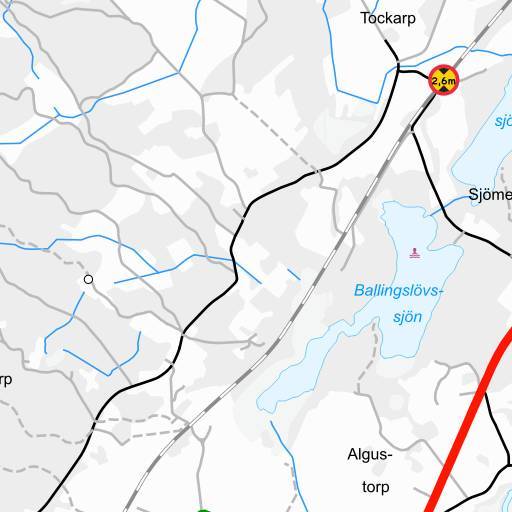 Tockarp
2,6m
sjö
Sjöme
Ballingslövs-
sjön
rp
Algus-
torp